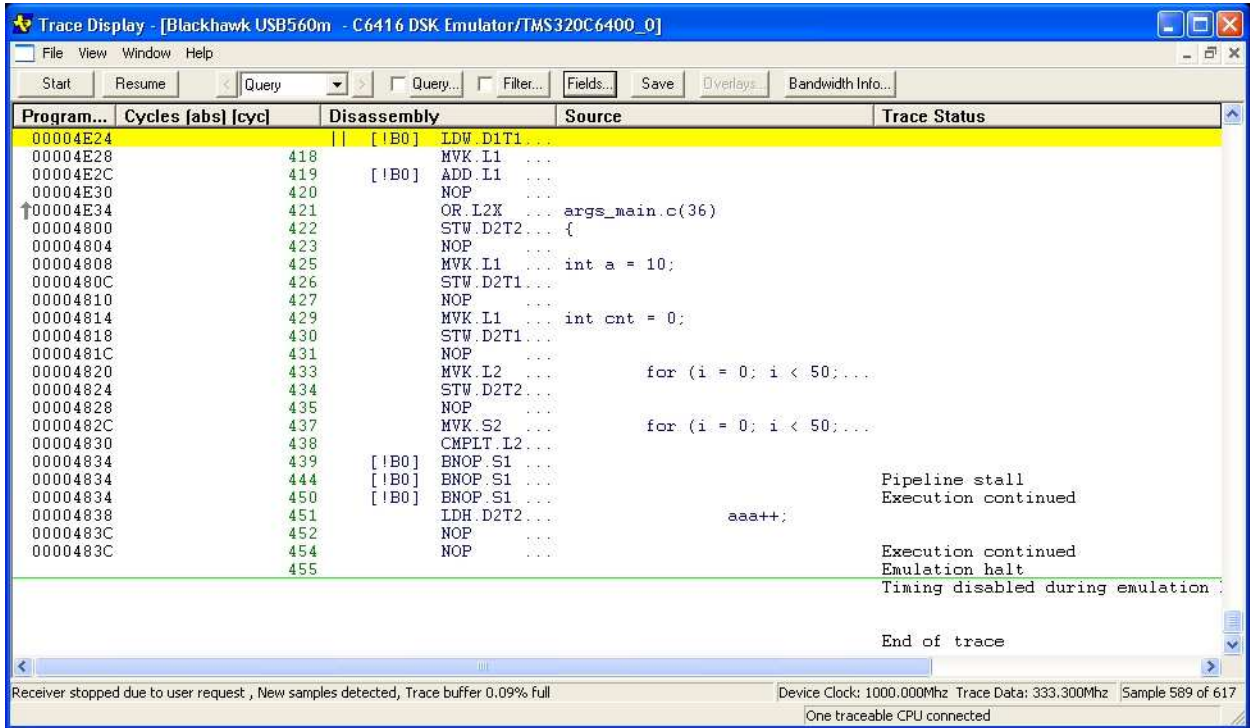 Trace Display - [Blackhawk USB560m - C6416 DSK Emulator/TMS320C6400_0]
File View Window Help
Start Resume < Query > Query... Filter... Fields... Save Overlays... Bandwidth Info...
Program... Cycles [abs] [cyc] Disassembly Source Trace Status
00004E24 || [!B0] LDW.D1T1...
00004E28 418 MVK.L1 ...
00004E2C 419 [!B0] ADD.L1 ...
00004E30 420 NOP ...
00004E34 421 OR.L2X ... args_main.c(36)
00004800 422 STW.D2T2... {
00004804 423 NOP ...
00004808 425 MVK.L1 ... int a = 10;
0000480C 426 STW.D2T1...
00004810 427 NOP ...
00004814 429 MVK.L1 ... int cnt = 0;
00004818 430 STW.D2T1...
0000481C 431 NOP ...
00004820 433 MVK.L2 ... for (i = 0; i < 50;...
00004824 434 STW.D2T2...
00004828 435 NOP ...
0000482C 437 MVK.S2 ... for (i = 0; i < 50;...
00004830 438 CMPLT.L2...
00004834 439 [!B0] BNOP.S1 ...
00004834 444 [!B0] BNOP.S1 ... Pipeline stall
00004834 450 [!B0] BNOP.S1 ... Execution continued
00004838 451 LDH.D2T2... aaa++;
0000483C 452 NOP ...
0000483C 454 NOP ... Execution continued
455 Emulation halt
Timing disabled during emulation
End of trace
Receiver stopped due to user request , New samples detected, Trace buffer 0.09% full Device Clock: 1000.000Mhz Trace Data: 333.300Mhz Sample 589 of 617
One traceable CPU connected